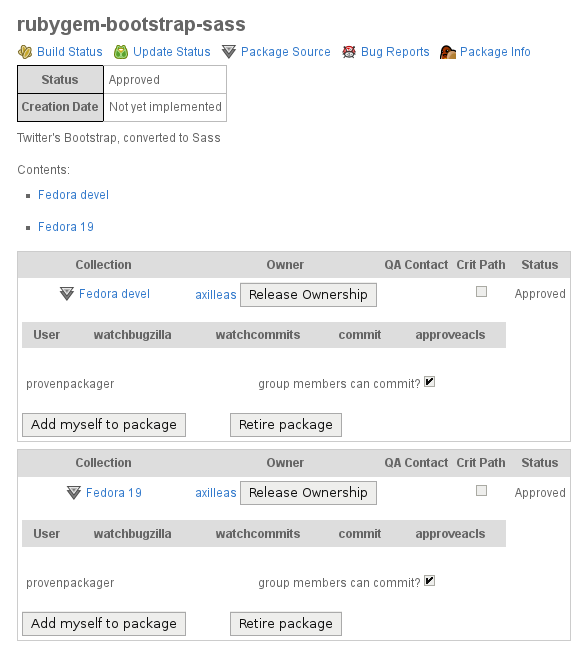 rubygem-bootstrap-sass
Build Status Update Status Package Source Bug Reports Package Info
Status Approved
Creation Date Not yet implemented
Twitter's Bootstrap, converted to Sass
Contents:
Fedora devel
Fedora 19
Collection Owner QA Contact Crit Path Status
Fedora devel axilleas Release Ownership Approved
User watchbugzilla watchcommits commit approveacls
provenpackager group members can commit?
Add myself to package Retire package
Collection Owner QA Contact Crit Path Status
Fedora 19 axilleas Release Ownership Approved
User watchbugzilla watchcommits commit approveacls
provenpackager group members can commit?
Add myself to package Retire package